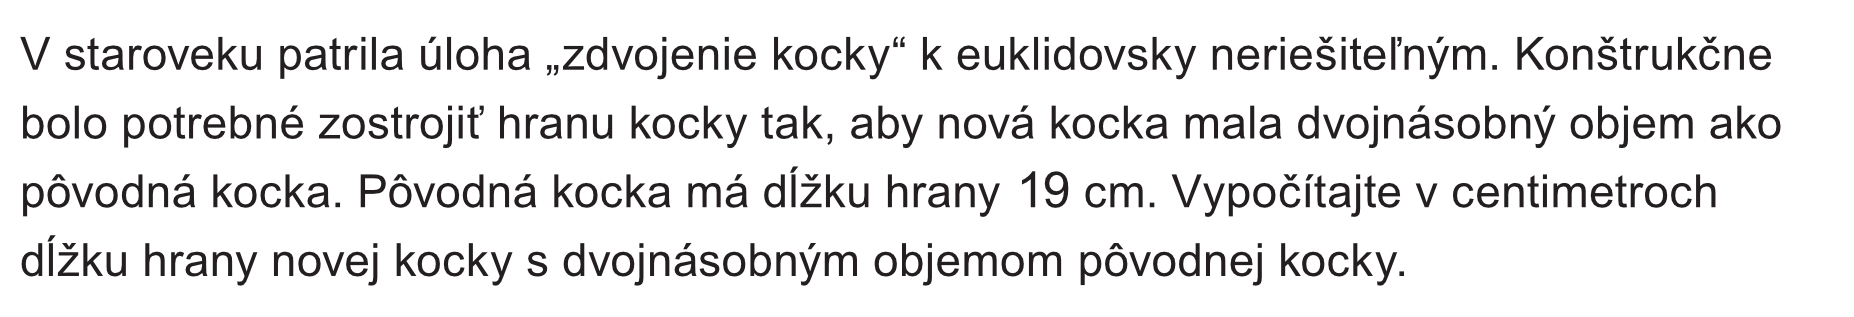 V staroveku patrila úloha „zdvojenie kocky“ k euklidovsky neriešiteľným. Konštrukčne
bolo potrebné zostrojiť hranu kocky tak, aby nová kocka mala dvojnásobný objem ako
pôvodná kocka. Pôvodná kocka má dĺžku hrany 19 cm. Vypočítajte v centimetroch
dĺžku hrany novej kocky s dvojnásobným objemom pôvodnej kocky.